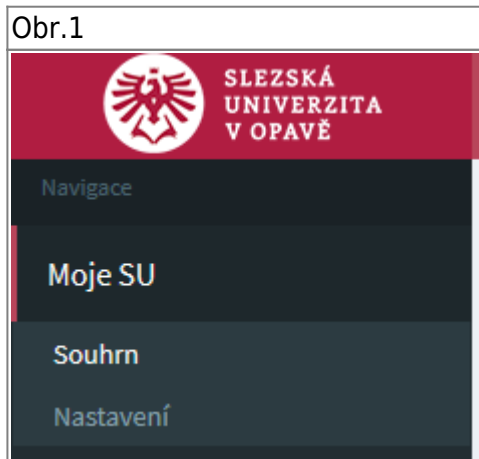 Obr.1
SLEZSKÁ
UNIVERZITA
V OPAVĚ
Navigace
Moje SU
Souhrn
Nastavení